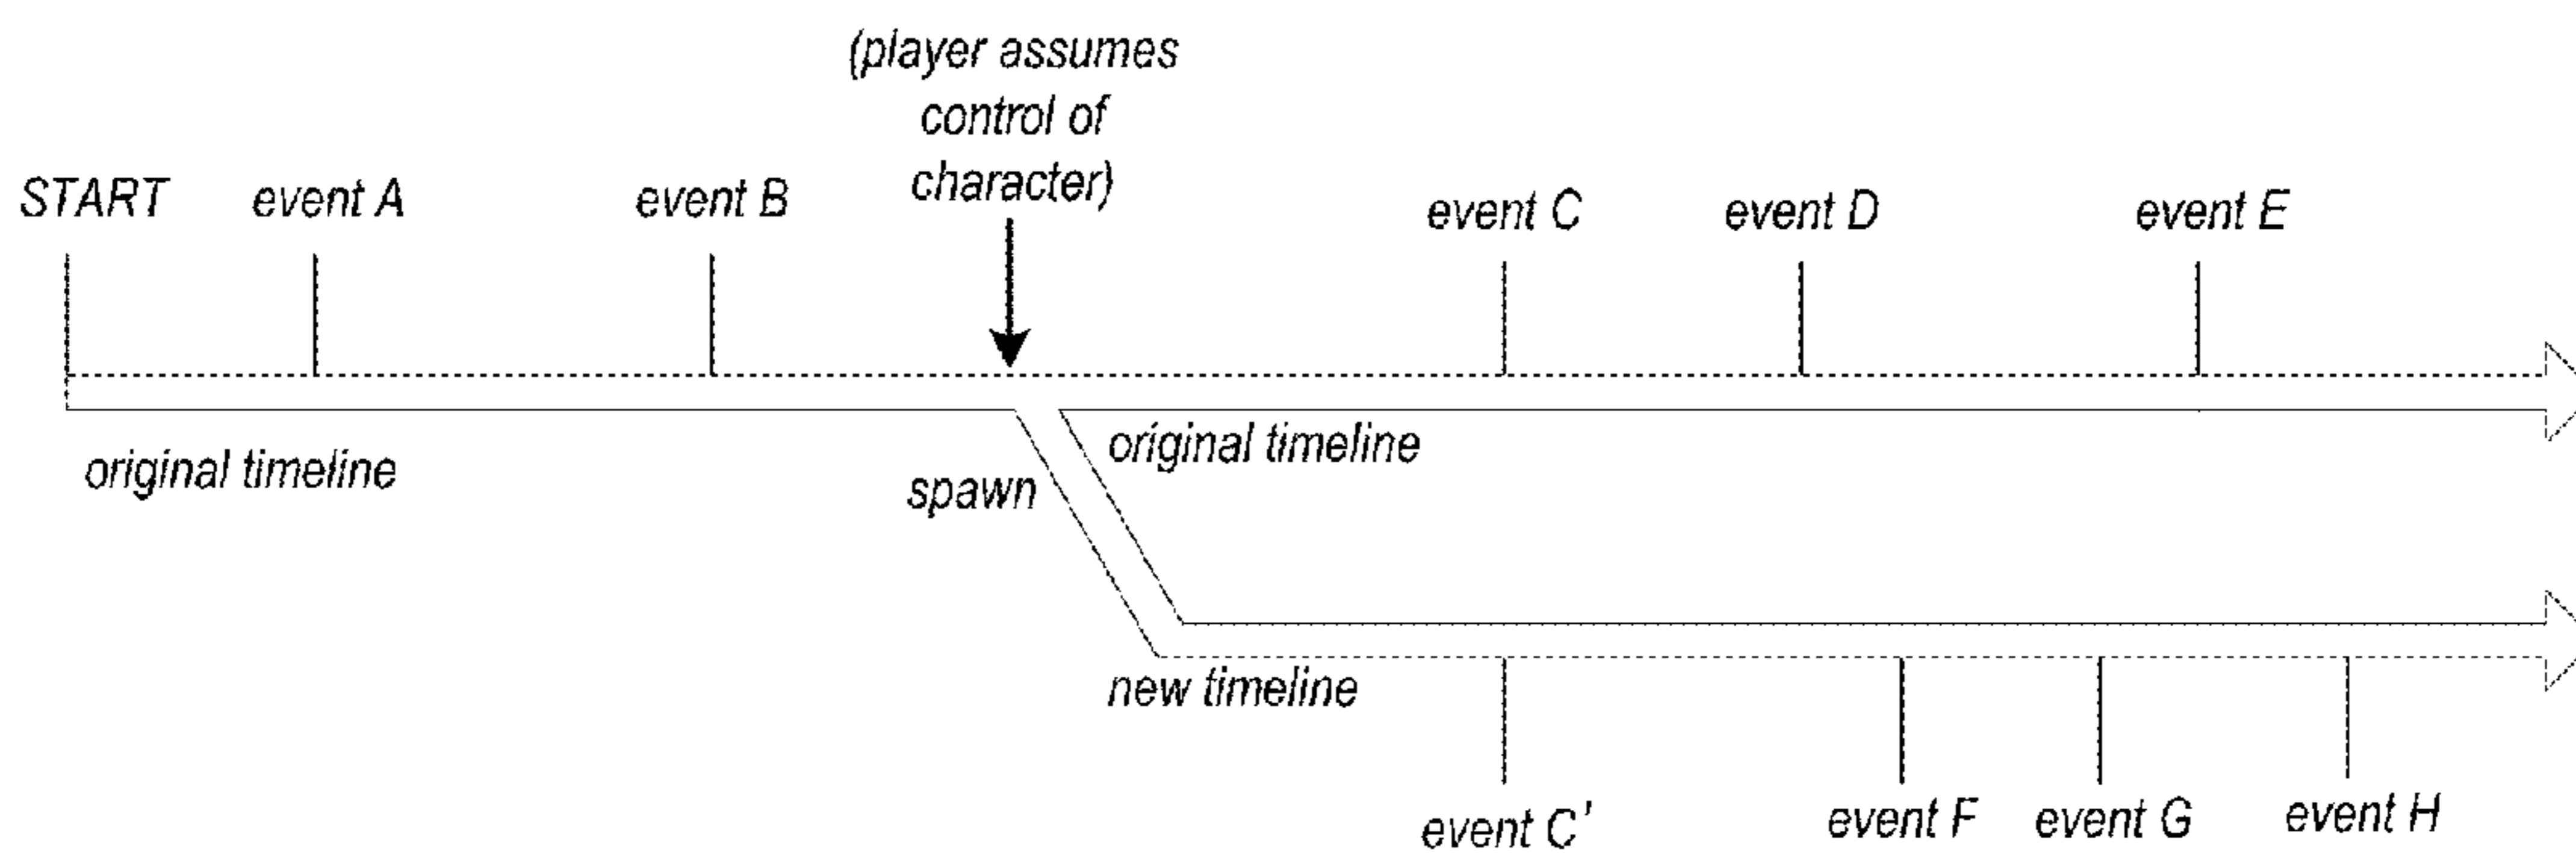 (player assumes
control of
character)
START
event A
event B
event C
event D
event E
original timeline
original timeline
spawn
new timeline
event C'
event F
event G
event H